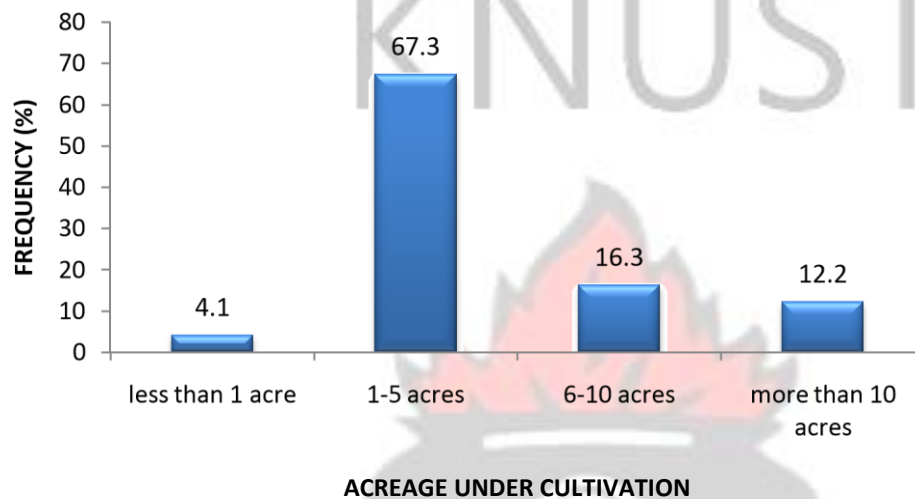 KNUST
80
70
60
50
40
30
20
10
0
FREQUENCY (%)
4.1
67.3
16.3
12.2
less than 1 acre
1-5 acres
6-10 acres
more than 10
acres
ACREAGE UNDER CULTIVATION